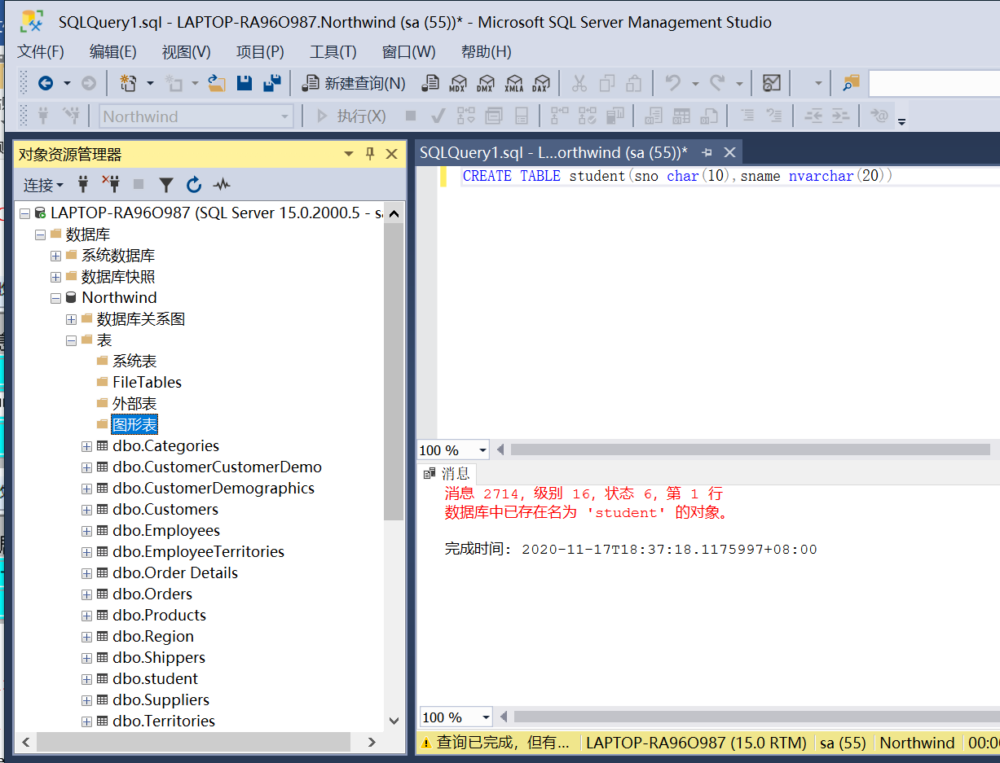 SQLQuery1.sql - LAPTOP-RA96O987.Northwind (sa (55))* - Microsoft SQL Server Management Studio
文件(F) 编辑(E) 视图(V) 项目(P) 工具(T) 窗口(W) 帮助(H)
新建查询(N) MDX DMX XMLA DAX
Northwind 执行(X)
对象资源管理器
连接
LAPTOP-RA96O987 (SQL Server 15.0.2000.5 - sa
数据库
系统数据库
数据库快照
Northwind
数据库关系图
表
系统表
FileTables
外部表
图形表
dbo.Categories
dbo.CustomerCustomerDemo
dbo.CustomerDemographics
dbo.Customers
dbo.Employees
dbo.EmployeeTerritories
dbo.Order Details
dbo.Orders
dbo.Products
dbo.Region
dbo.Shippers
dbo.student
dbo.Suppliers
dbo.Territories
SQLQuery1.sql - L...orthwind (sa (55))*
CREATE TABLE student(sno char(10),sname nvarchar(20))
100 %
消息
消息 2714，级别 16，状态 6，第 1 行
数据库中已存在名为 'student' 的对象。
完成时间: 2020-11-17T18:37:18.1175997+08:00
100 %
查询已完成，但有... LAPTOP-RA96O987 (15.0 RTM) sa (55) Northwind 00:0